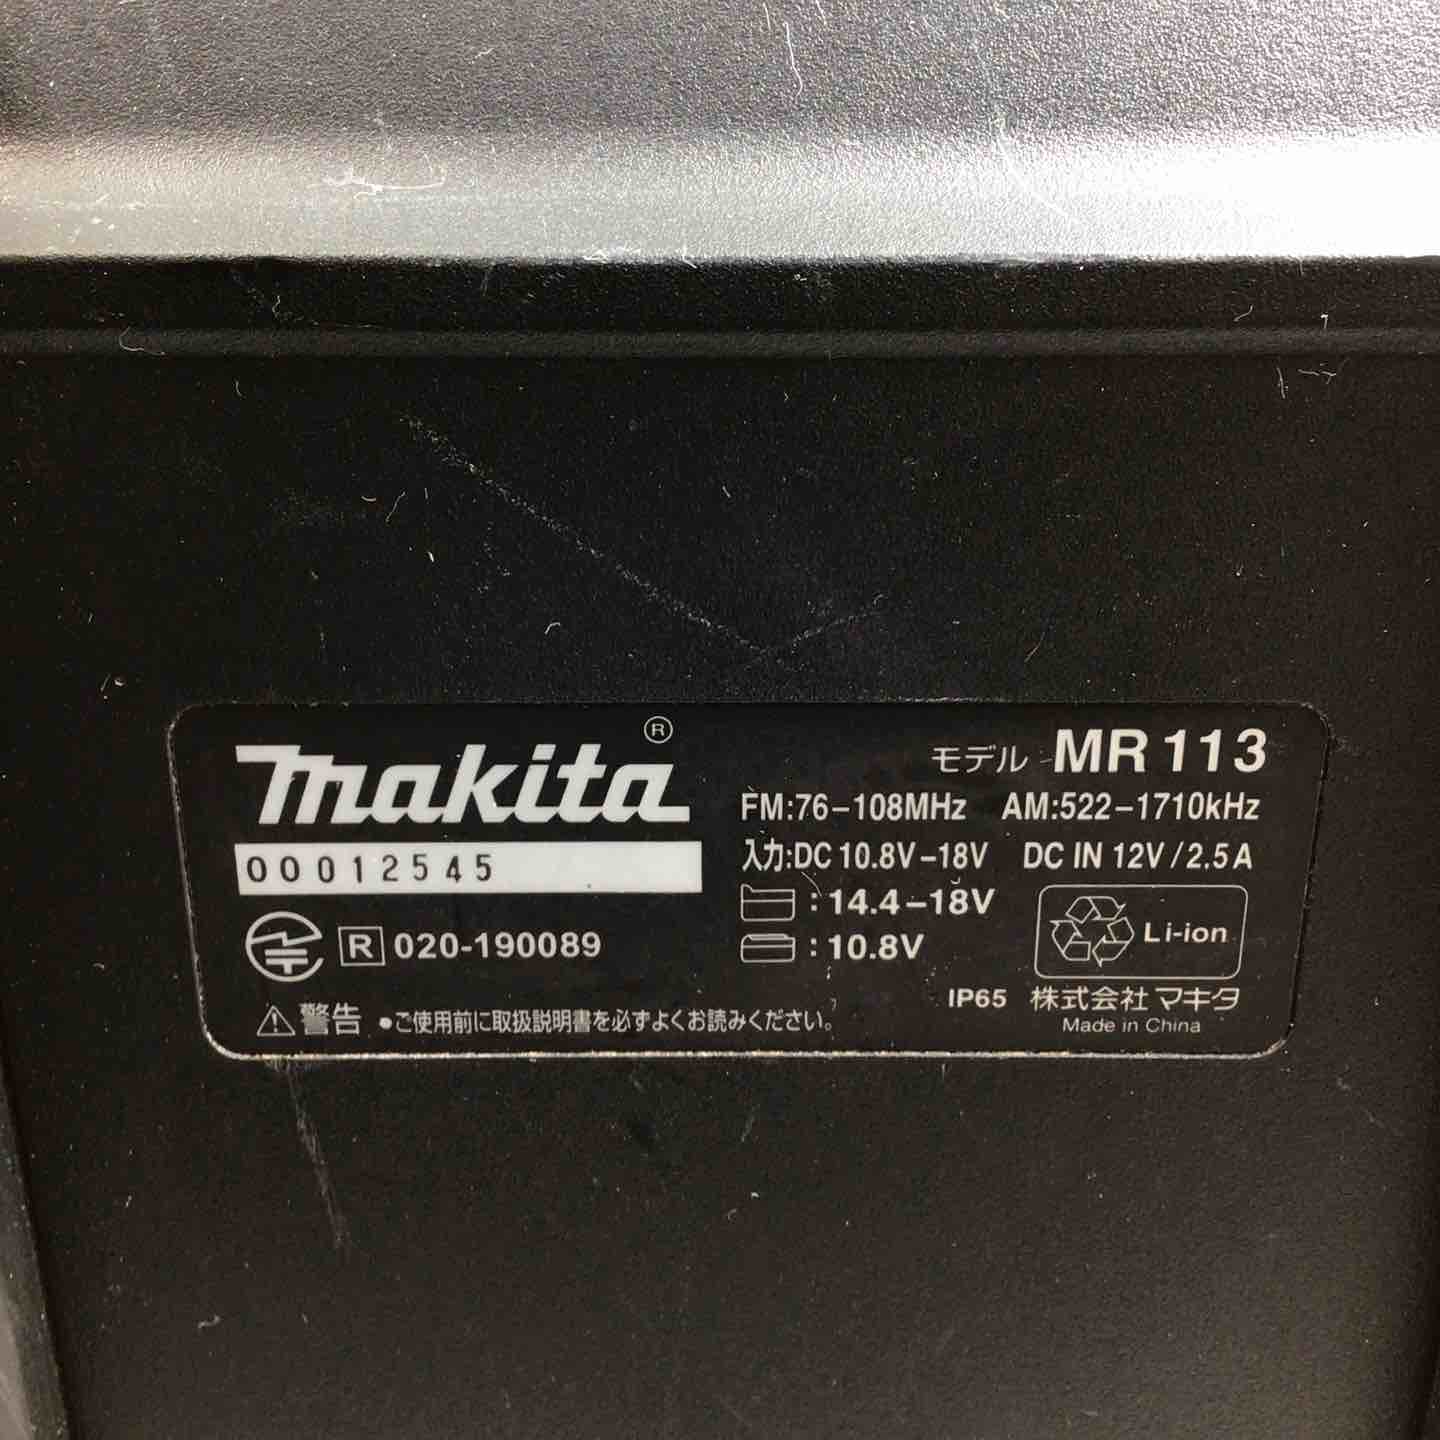 makita®
00012545
R 020-190089
モデル MR113
FM:76-108MHz AM:522-1710kHz
入力:DC 10.8V-18V DC IN 12V/2.5A
:14.4-18V
:10.8V
Li-ion
IP65 株式会社マキタ
Made in China
警告 ●ご使用前に取扱説明書を必ずよくお読みください。